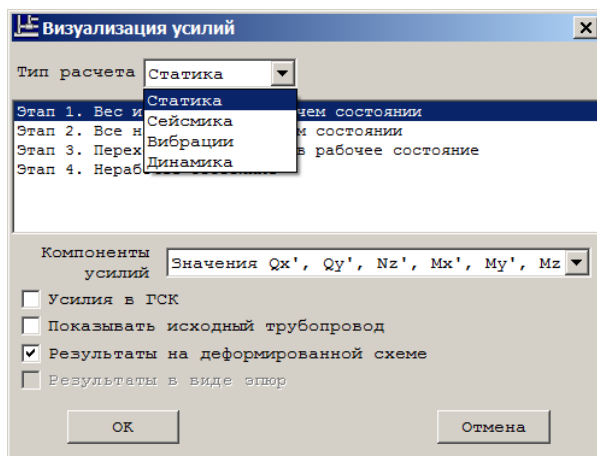 Визуализация усилий
Тип расчета Статика
Статика
Сейсмика
Вибрации
Динамика
Этап 1. Вес и чем состоянии
Этап 2. Все н м состоянии
Этап 3. Перех в рабочее состояние
Этап 4. Нераб
Компоненты
усилий
Значения Qx', Qy', Nz', Mx', My', Mz
Усилия в ГСК
Показывать исходный трубопровод
Результаты на деформированной схеме
Результаты в виде эпюр
OK Отмена